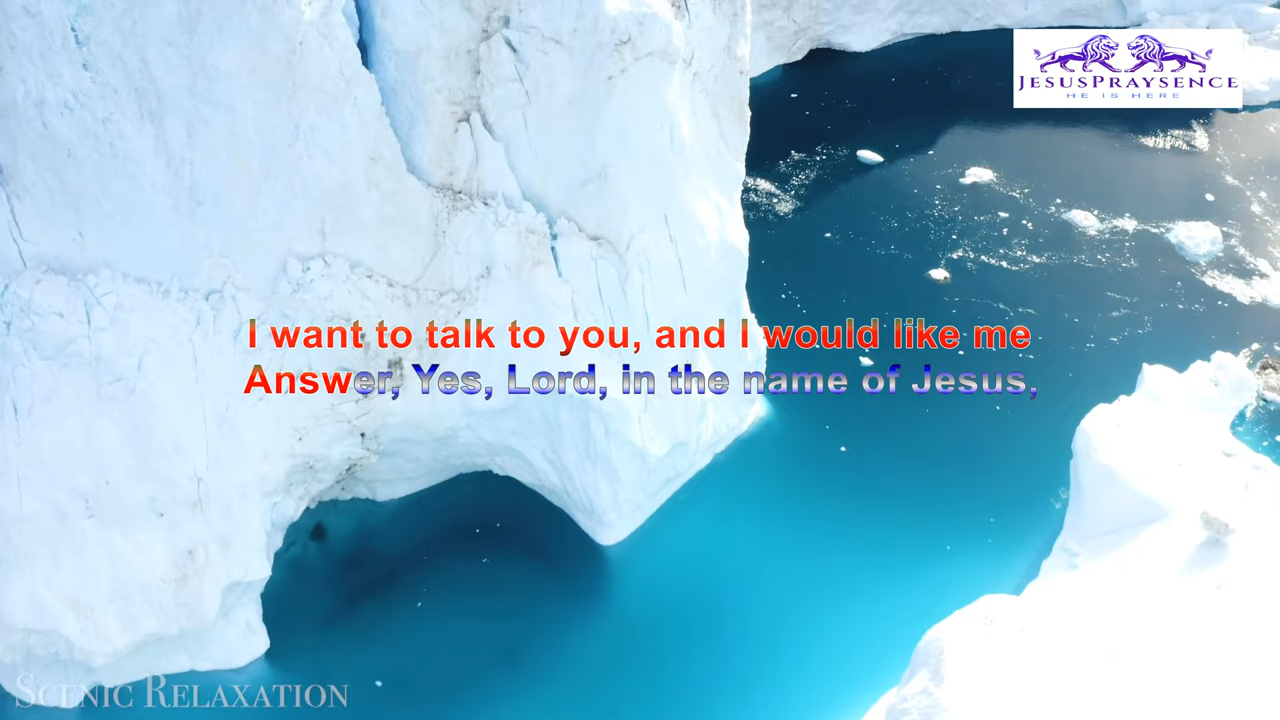 JESUSPRAYSENCE
HE IS HERE
I want to talk to you, and I would like me
Answer, Yes, Lord, in the name of Jesus,
SCENIC RELAXATION